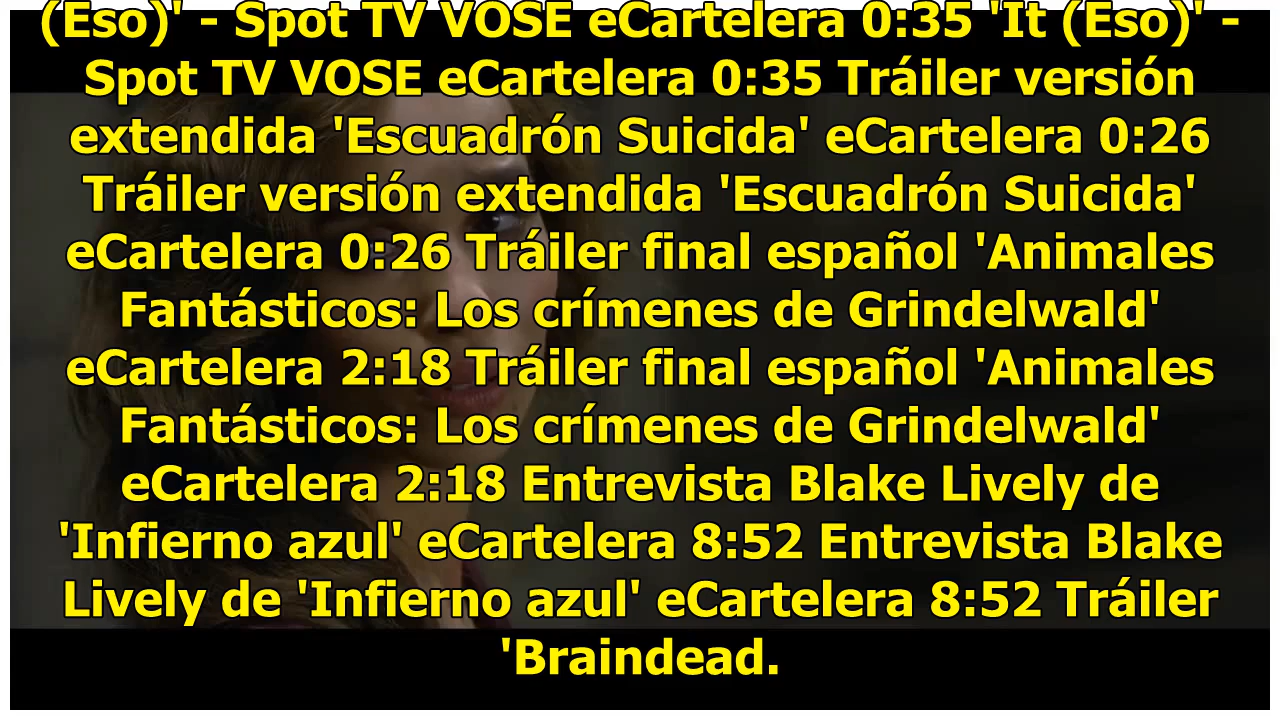 (Eso)' - Spot TV VOSE eCartelera 0:35 'It (Eso)' -
Spot TV VOSE eCartelera 0:35 Tráiler versión
extendida 'Escuadrón Suicida' eCartelera 0:26
Tráiler versión extendida 'Escuadrón Suicida'
eCartelera 0:26 Tráiler final español 'Animales
Fantásticos: Los crímenes de Grindelwald'
eCartelera 2:18 Tráiler final español 'Animales
Fantásticos: Los crímenes de Grindelwald'
eCartelera 2:18 Entrevista Blake Lively de
'Infierno azul' eCartelera 8:52 Entrevista Blake
Lively de 'Infierno azul' eCartelera 8:52 Tráiler
'Braindead.